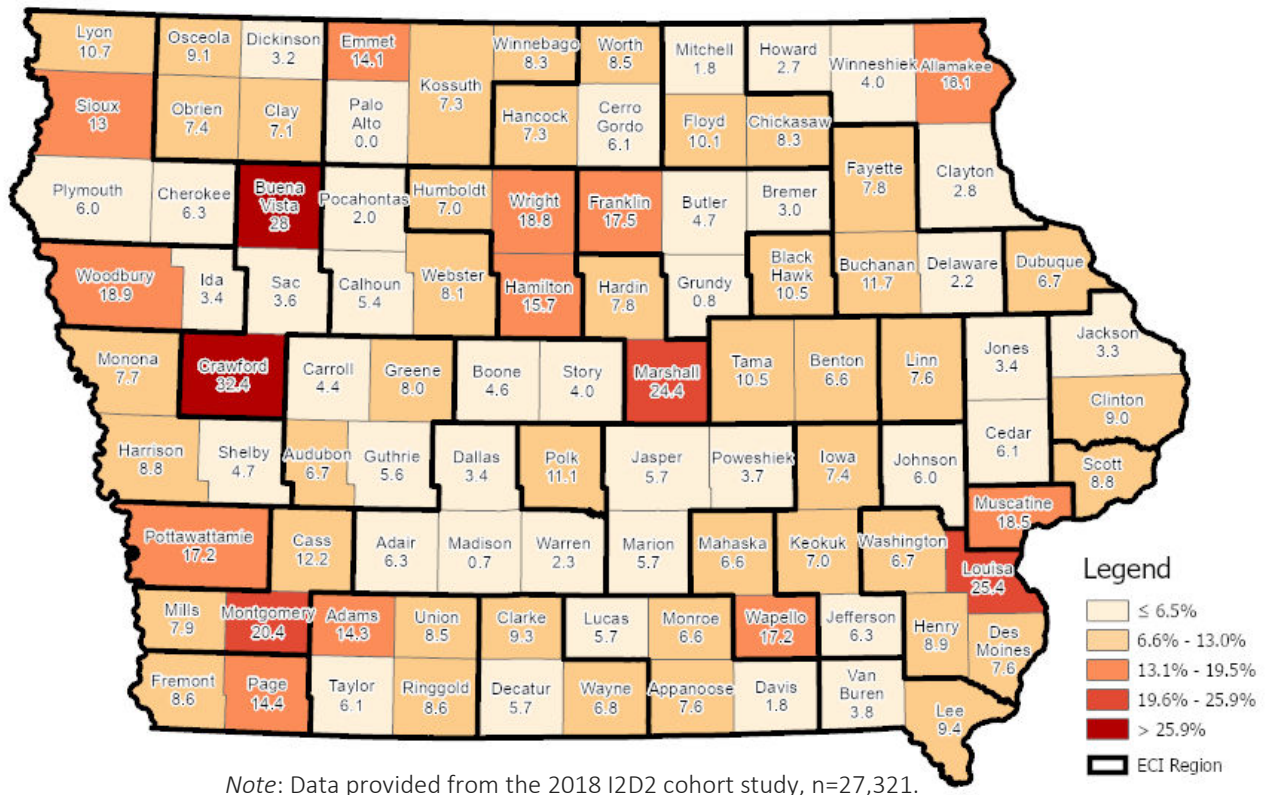 Lyon
10.7
Osceola
9.1
Dickinson
3.2
Emmet
14.1
Kossuth
7.3
Winnebago
8.3
Worth
8.5
Mitchell
1.8
Howard
2.7
Winneshiek
4.0
Allamakee
16.1
Sioux
13
Obrien
7.4
Clay
7.1
Palo
Alto
0.0
Hancock
7.3
Cerro
Gordo
6.1
Floyd
10.1
Chickasaw
8.3
Fayette
7.8
Clayton
2.8
Plymouth
6.0
Cherokee
6.3
Buena
Vista
28
Pocahontas
2.0
Humboldt
7.0
Wright
18.8
Franklin
17.5
Butler
4.7
Bremer
3.0
Woodbury
18.9
Ida
3.4
Sac
3.6
Calhoun
5.4
Webster
8.1
Hamilton
15.7
Hardin
7.8
Grundy
0.8
Black
Hawk
10.5
Buchanan
11.7
Delaware
2.2
Dubuque
6.7
Monona
7.7
Crawford
32.4
Carroll
4.4
Greene
8.0
Boone
4.6
Story
4.0
Marshall
24.4
Tama
10.5
Benton
6.6
Linn
7.6
Jones
3.4
Jackson
3.3
Clinton
9.0
Harrison
8.8
Shelby
4.7
Audubon
6.7
Guthrie
5.6
Dallas
3.4
Polk
11.1
Jasper
5.7
Poweshiek
3.7
Iowa
7.4
Johnson
6.0
Cedar
6.1
Scott
8.8
Muscatine
18.5
Pottawattamie
17.2
Cass
12.2
Adair
6.3
Madison
0.7
Warren
2.3
Marion
5.7
Mahaska
6.6
Keokuk
7.0
Washington
6.7
Louisa
25.4
Mills
7.9
Montgomery
20.4
Adams
14.3
Union
8.5
Clarke
9.3
Lucas
5.7
Monroe
6.6
Wapello
17.2
Jefferson
6.3
Henry
8.9
Des
Moines
7.6
Fremont
8.6
Page
14.4
Taylor
6.1
Ringgold
8.6
Decatur
5.7
Wayne
6.8
Appanoose
7.6
Davis
1.8
Van
Buren
3.8
Lee
9.4
Legend
≤ 6.5%
6.6% - 13.0%
13.1% - 19.5%
19.6% - 25.9%
> 25.9%
ECI Region
Note: Data provided from the 2018 I2D2 cohort study, n=27,321.